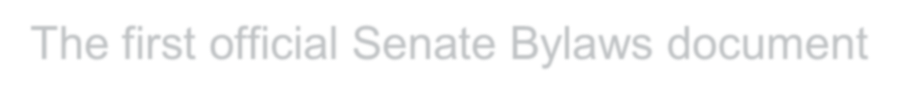 The first official Senate Bylaws document